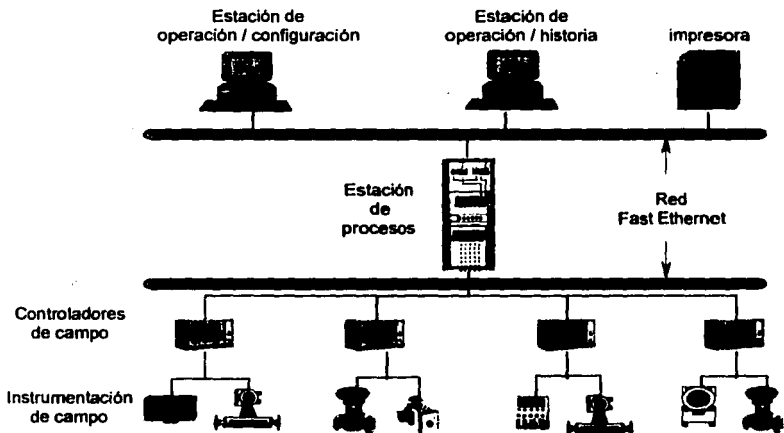 Estación de
operación / configuración
Estación de
operación / historia
impresora
Estación
de
procesos
Red
Fast Ethernet
Controladores
de campo
Instrumentación
de campo